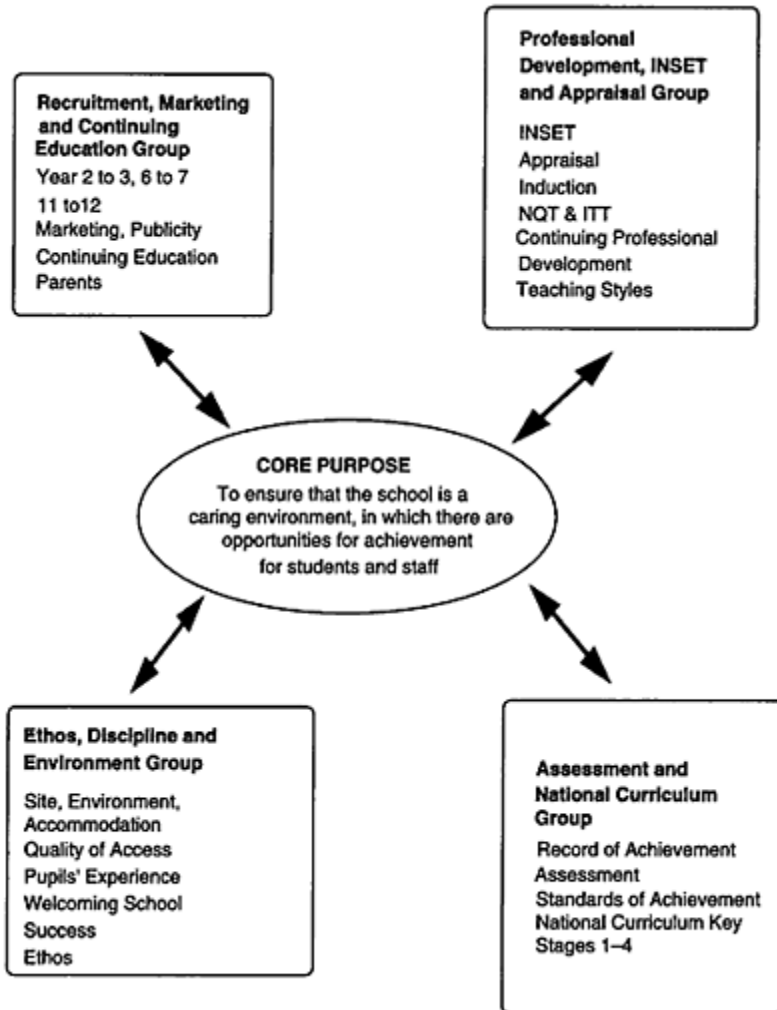 Recruitment, Marketing
and Continuing
Education Group
Year 2 to 3, 6 to 7
11 to12
Marketing, Publicity
Continuing Education
Parents
Professional
Development, INSET
and Appraisal Group
INSET
Appraisal
Induction
NQT & ITT
Continuing Professional
Development
Teaching Styles
CORE PURPOSE
To ensure that the school is a
caring environment, in which there are
opportunities for achievement
for students and staff
Ethos, Discipline and
Environment Group
Site, Environment,
Accommodation
Quality of Access
Pupils' Experience
Welcoming School
Success
Ethos
Assessment and
National Curriculum
Group
Record of Achievement
Assessment
Standards of Achievement
National Curriculum Key
Stages 1–4